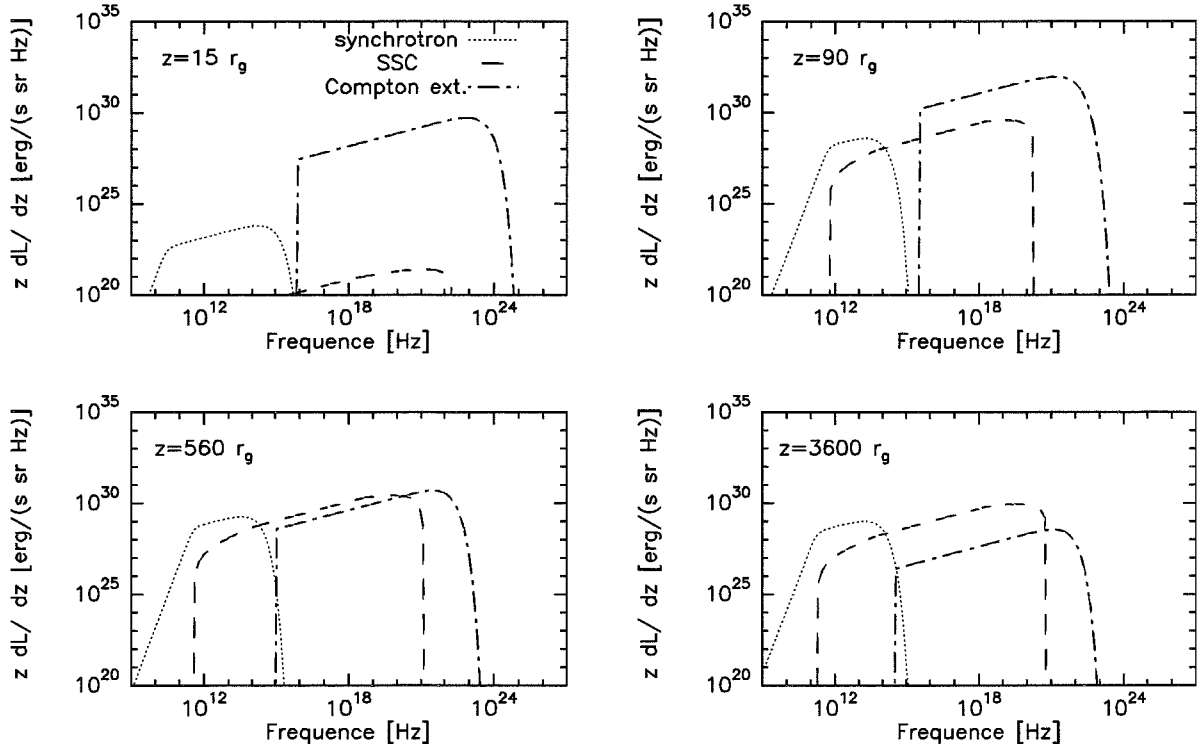 z dL/ dz [erg/(s sr Hz)]
10^35
10^30
10^25
10^20
z=15 r_g
synchrotron
SSC
Compton ext.
10^12
10^18
10^24
Frequence [Hz]
z dL/ dz [erg/(s sr Hz)]
10^35
10^30
10^25
10^20
z=90 r_g
10^12
10^18
10^24
Frequence [Hz]
z dL/ dz [erg/(s sr Hz)]
10^35
10^30
10^25
10^20
z=560 r_g
10^12
10^18
10^24
Frequence [Hz]
z dL/ dz [erg/(s sr Hz)]
10^35
10^30
10^25
10^20
z=3600 r_g
10^12
10^18
10^24
Frequence [Hz]